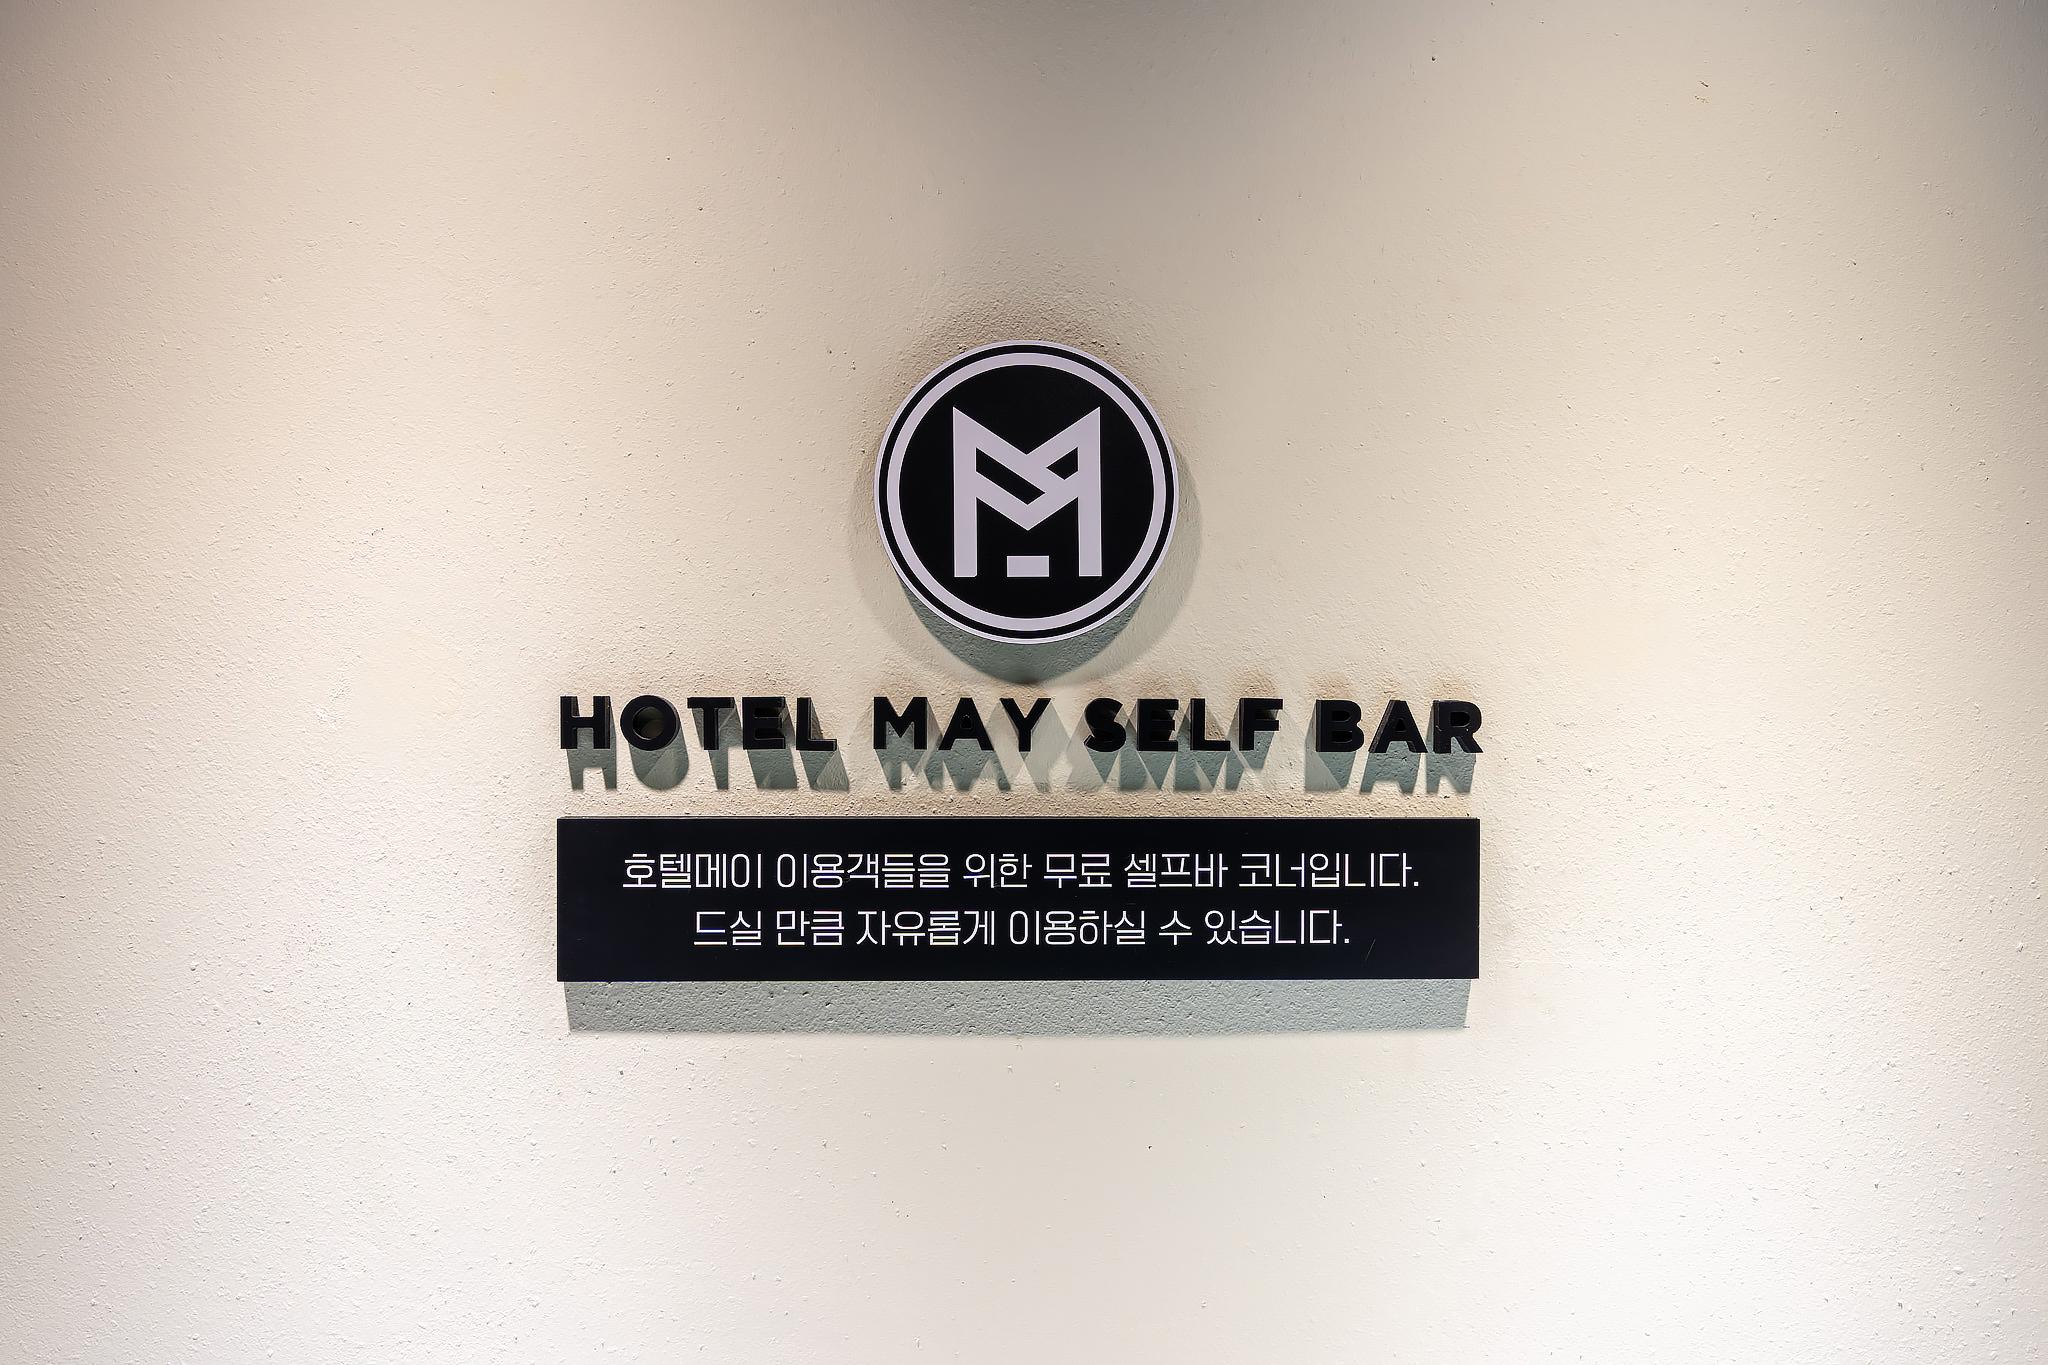 M
HOTEL MAY SELF BAR
호텔메이 이용객들을 위한 무료 셀프바 코너입니다.
드실 만큼 자유롭게 이용하실 수 있습니다.